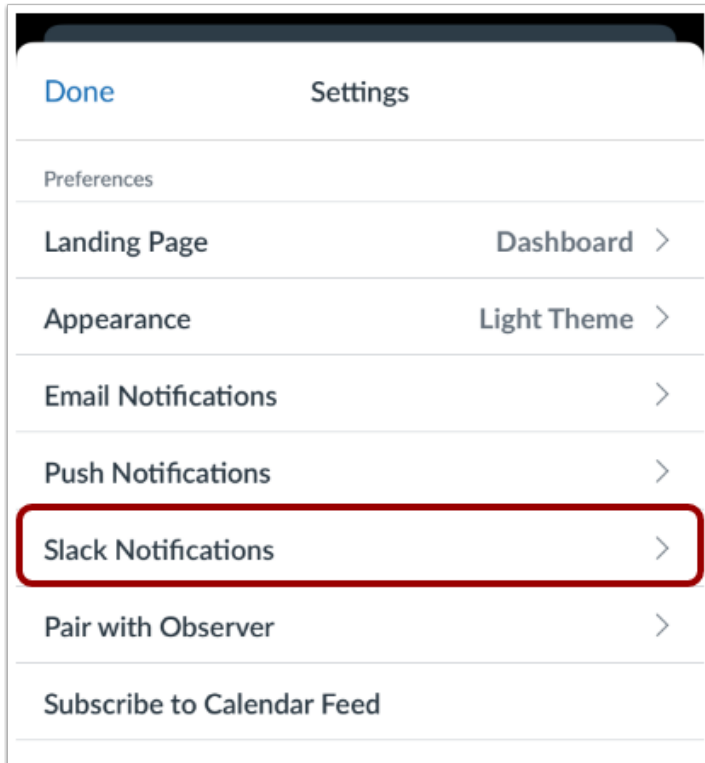 Done Settings
Preferences
Landing Page Dashboard
Appearance Light Theme
Email Notifications
Push Notifications
Slack Notifications
Pair with Observer
Subscribe to Calendar Feed